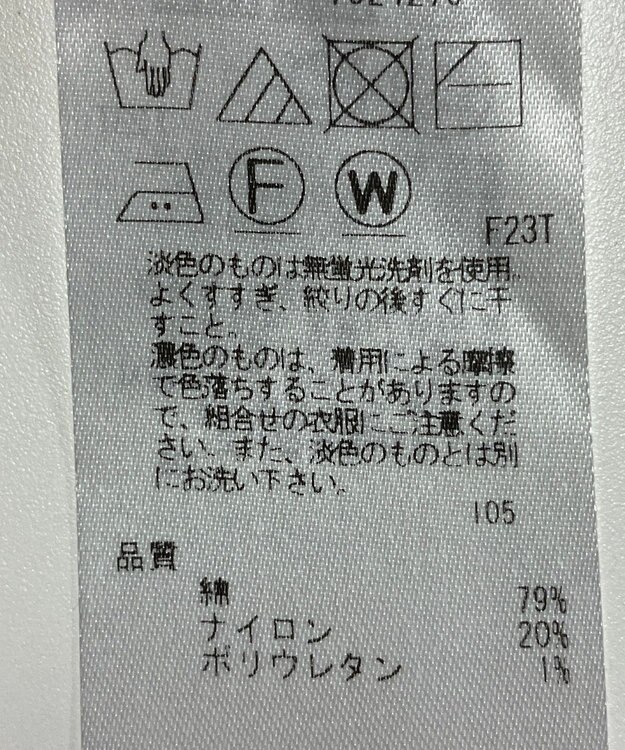 F
W
F23T
淡色のものは無蛍光洗剤を使用。
よくすすぎ、絞りの後すぐに干
すこと。
濃色のものは、着用による摩擦
で色落ちすることがありますの
で、組合せの衣服にご注意くだ
さい。また、淡色のものとは別
にお洗い下さい。
105
品質
綿 79%
ナイロン 20%
ポリウレタン 1%